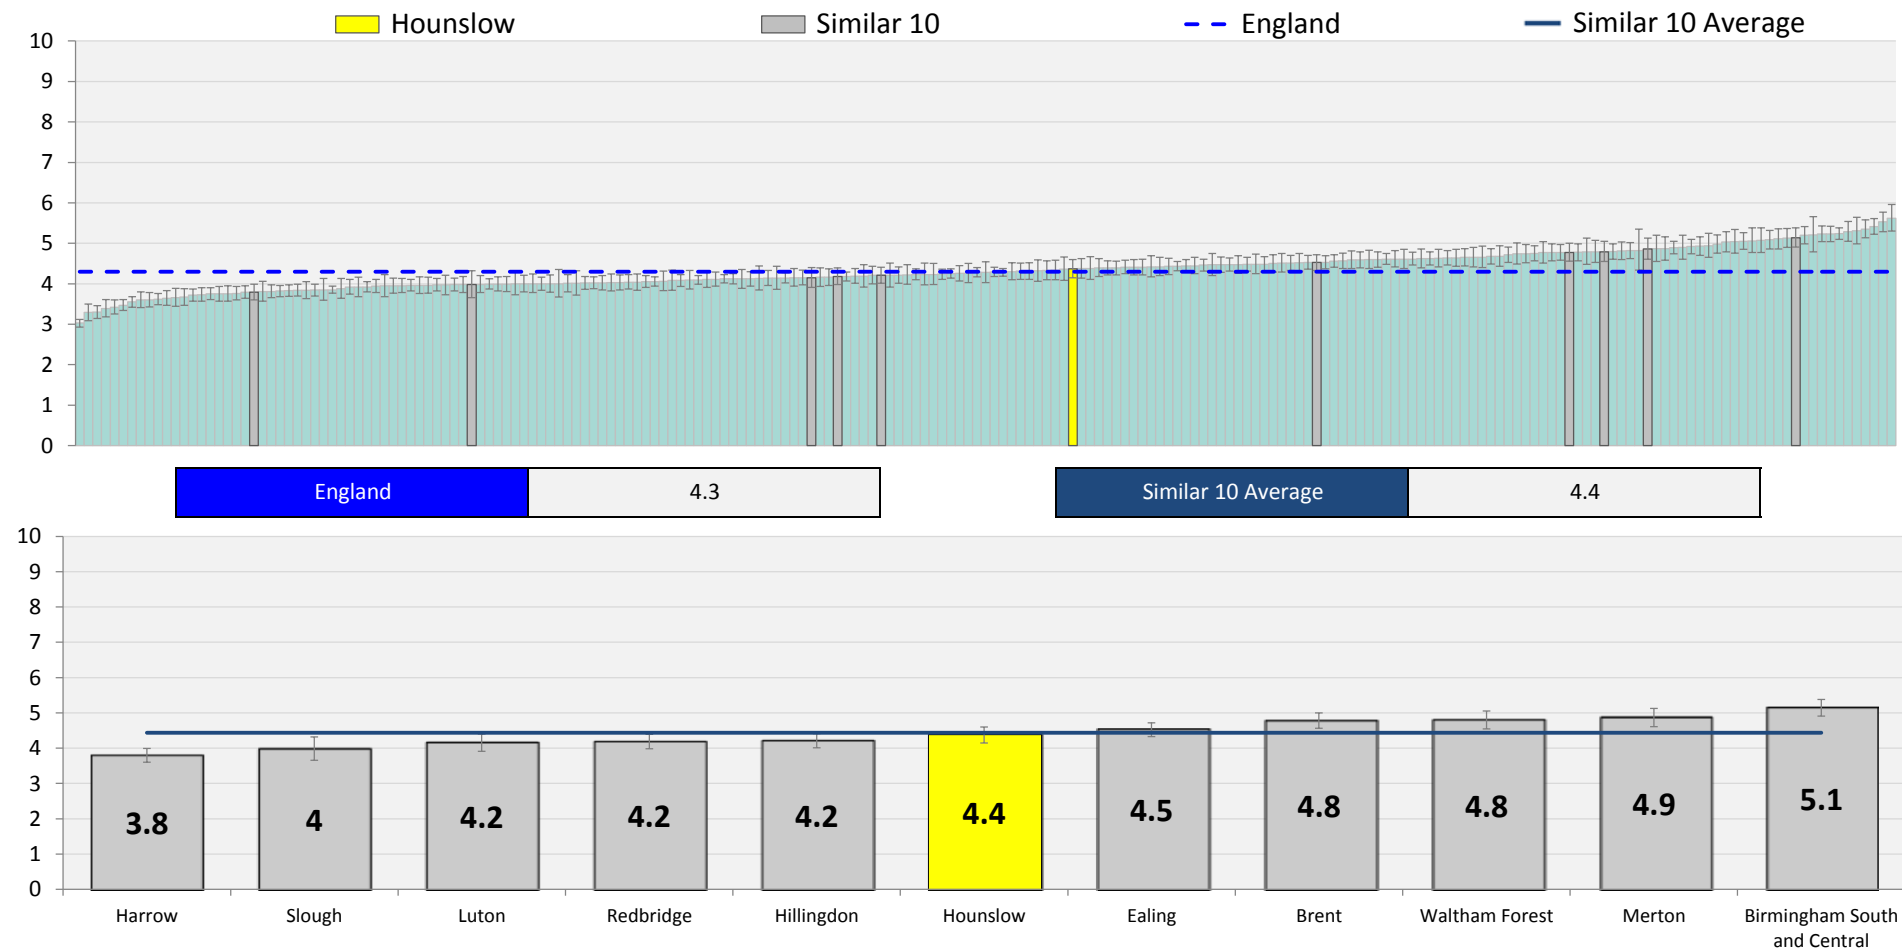 Hounslow
Similar 10
England
Similar 10 Average
10
9
8
7
6
5
4
3
2
1
0
England
4.3
Similar 10 Average
4.4
10
9
8
7
6
5
4
3
2
1
0
3.8
4
4.2
4.2
4.2
4.4
4.5
4.8
4.8
4.9
5.1
Harrow
Slough
Luton
Redbridge
Hillingdon
Hounslow
Ealing
Brent
Waltham Forest
Merton
Birmingham South
and Central